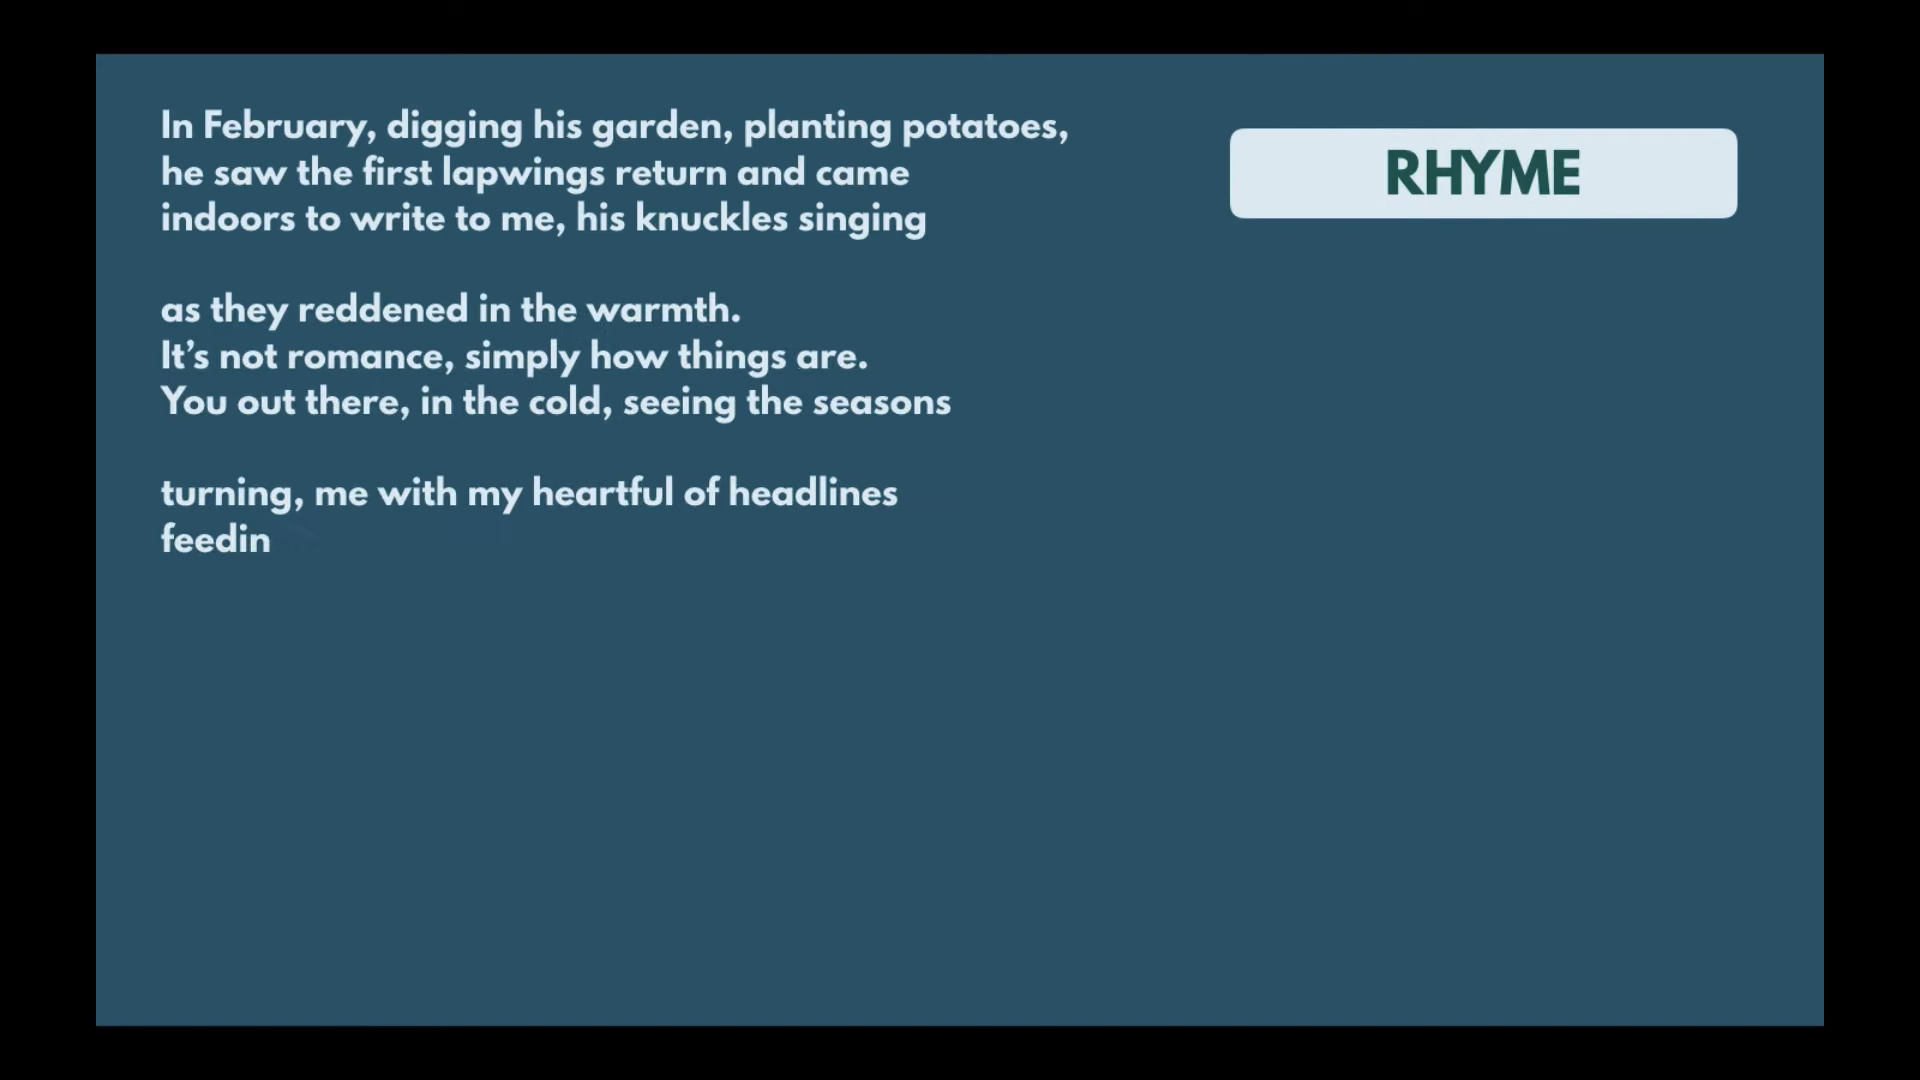 In February, digging his garden, planting potatoes,
he saw the first lapwings return and came
indoors to write to me, his knuckles singing
as they reddened in the warmth.
It’s not romance, simply how things are.
You out there, in the cold, seeing the seasons
turning, me with my heartful of headlines
feedin
RHYME